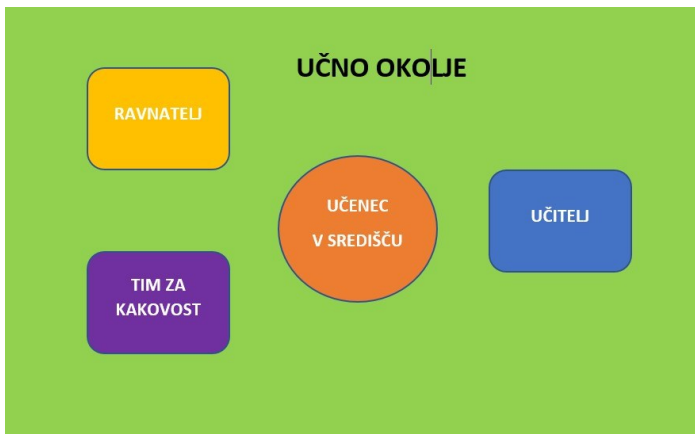 UČNO OKOLJE
RAVNATELJ
UČENEC
V SREDIŠČU
UČITELJ
TIM ZA
KAKOVOST